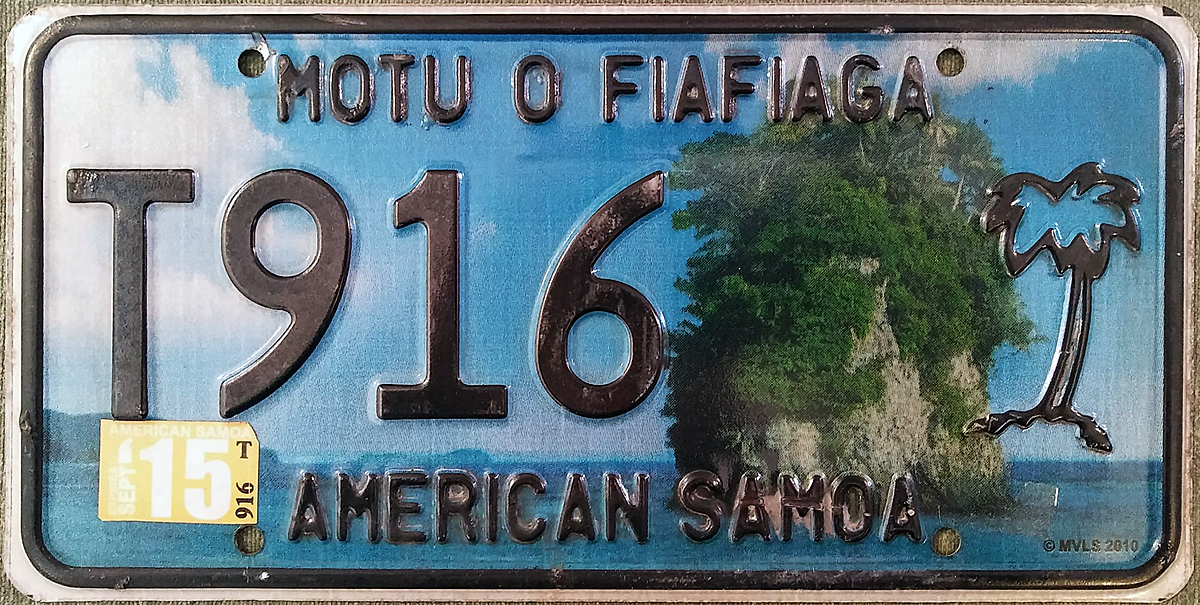 MOTU O FIAFIAGA
T916
AMERICAN SAMOA
SEPT
'15
T
916
AMERICAN SAMOA
© MVLS 2010